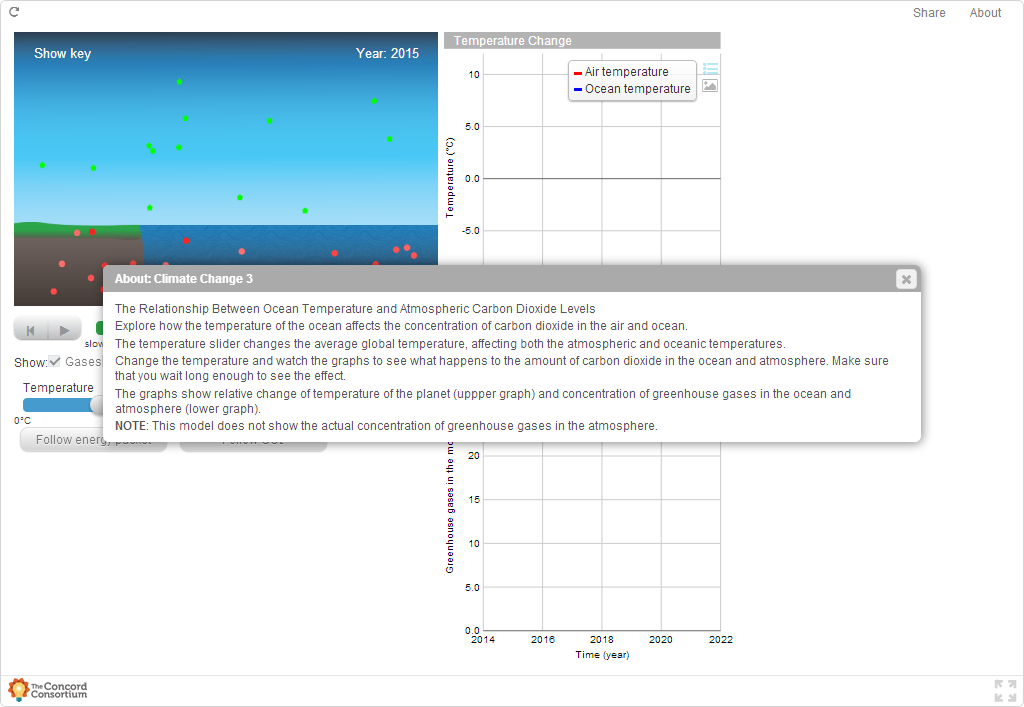 Share About
Show key Year: 2015
Temperature Change
Air temperature
Ocean temperature
10
5.0
0.0
-5.0
Temperature (°C)
About: Climate Change 3
The Relationship Between Ocean Temperature and Atmospheric Carbon Dioxide Levels
Explore how the temperature of the ocean affects the concentration of carbon dioxide in the air and ocean.
The temperature slider changes the average global temperature, affecting both the atmospheric and oceanic temperatures.
Change the temperature and watch the graphs to see what happens to the amount of carbon dioxide in the ocean and atmosphere. Make sure
that you wait long enough to see the effect.
The graphs show relative change of temperature of the planet (uppper graph) and concentration of greenhouse gases in the ocean and
atmosphere (lower graph).
NOTE: This model does not show the actual concentration of greenhouse gases in the atmosphere.
slow
Show: Gases
Temperature
0°C
Follow energy packet
20
15
10
5.0
0.0
Greenhouse gases in the
2014 2016 2018 2020 2022
Time (year)
The Concord
Consortium